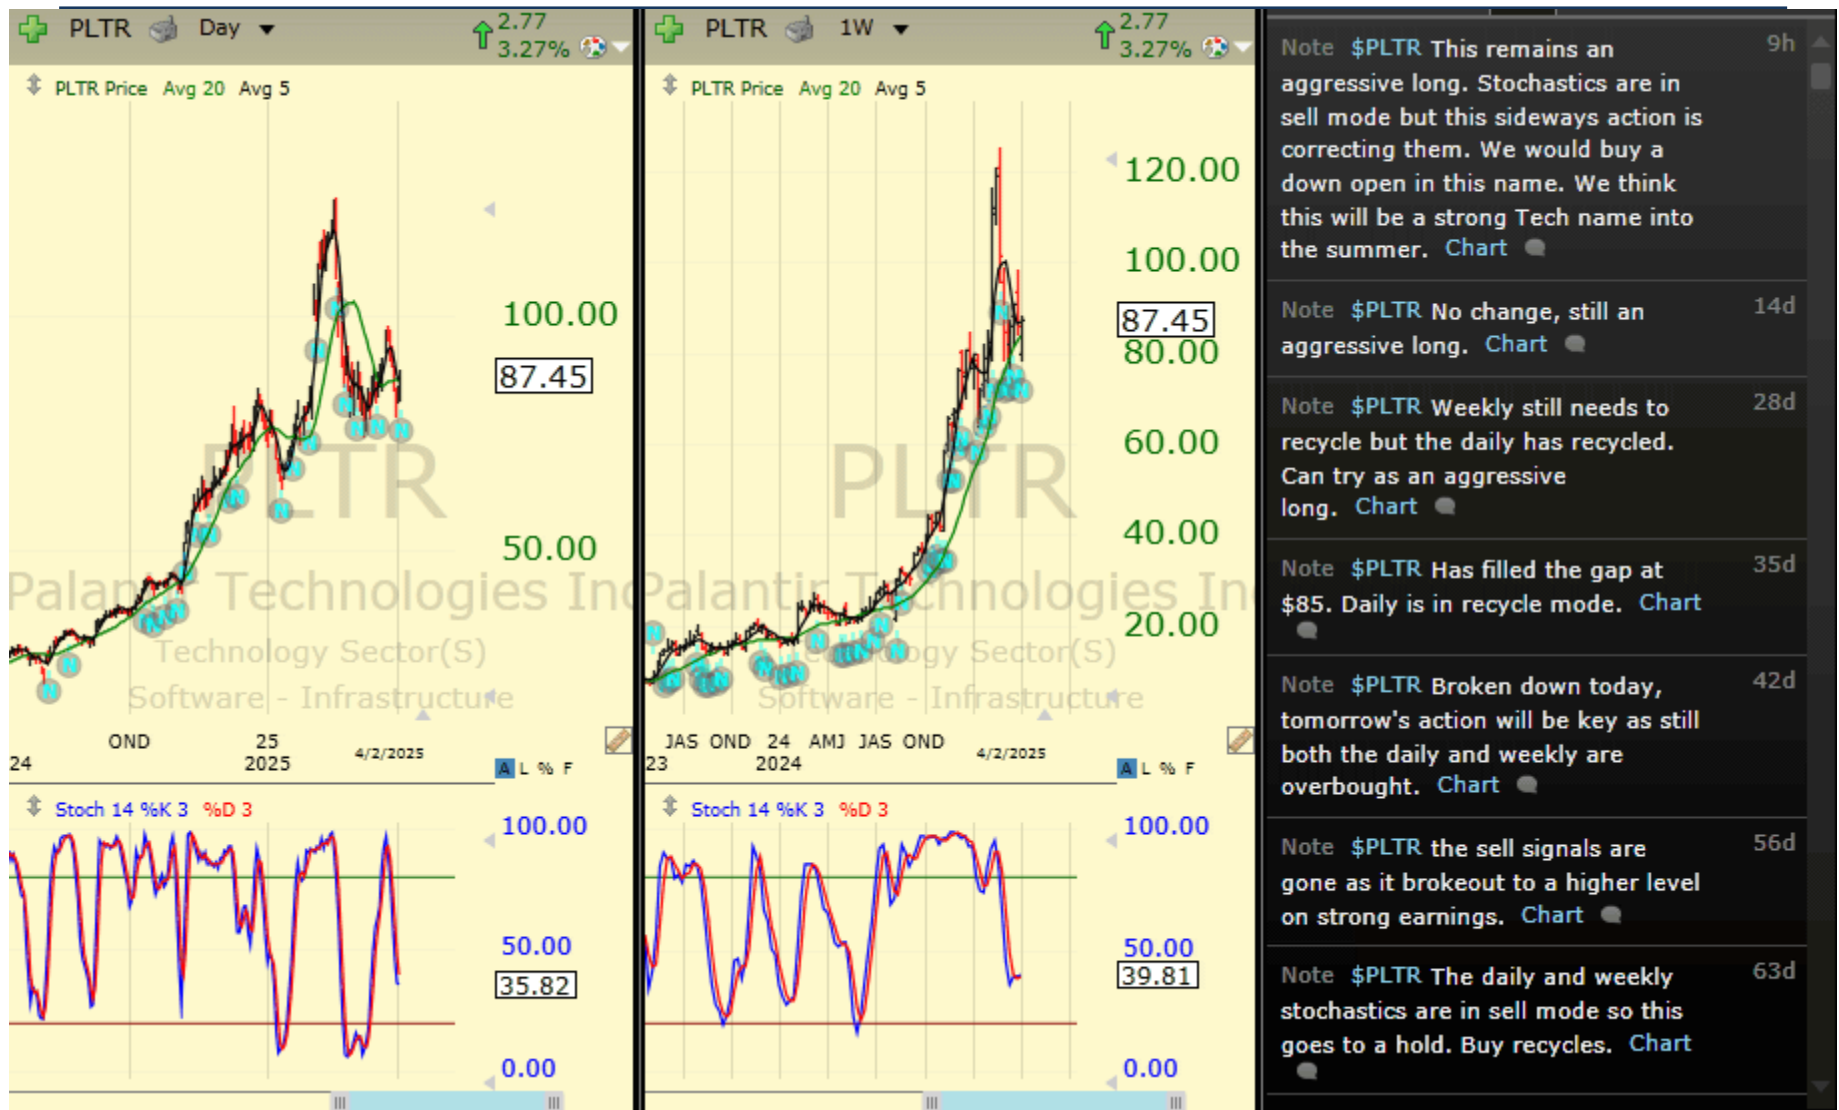 PLTR Day 2.77
3.27%
PLTR Price Avg 20 Avg 5
100.00
87.45
50.00
PLTR
Palantir Technologies Inc
Technology Sector(S)
Software - Infrastructure
OND 25
24 2025 4/2/2025
A L % F
Stoch 14 %K 3 %D 3
100.00
50.00
35.82
0.00
PLTR 1W 2.77
3.27%
PLTR Price Avg 20 Avg 5
120.00
100.00
87.45
80.00
60.00
40.00
20.00
PLTR
Palantir Technologies Inc
Technology Sector(S)
Software - Infrastructure
JAS OND 24 AMJ JAS OND
23 2024 4/2/2025
A L % F
Stoch 14 %K 3 %D 3
100.00
50.00
39.81
0.00
Note $PLTR This remains an 9h
aggressive long. Stochastics are in
sell mode but this sideways action is
correcting them. We would buy a
down open in this name. We think
this will be a strong Tech name into
the summer. Chart
Note $PLTR No change, still an 14d
aggressive long. Chart
Note $PLTR Weekly still needs to 28d
recycle but the daily has recycled.
Can try as an aggressive
long. Chart
Note $PLTR Has filled the gap at 35d
$85. Daily is in recycle mode. Chart
Note $PLTR Broken down today, 42d
tomorrow's action will be key as still
both the daily and weekly are
overbought. Chart
Note $PLTR the sell signals are 56d
gone as it brokeout to a higher level
on strong earnings. Chart
Note $PLTR The daily and weekly 63d
stochastics are in sell mode so this
goes to a hold. Buy recycles. Chart